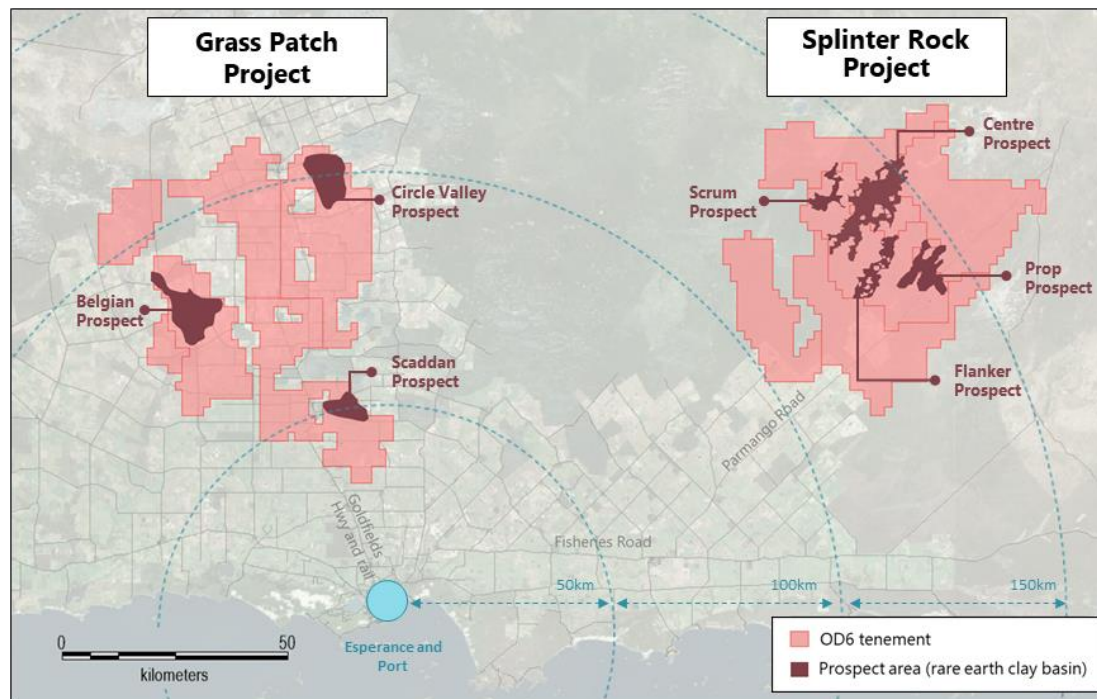 Grass Patch
Project
Splinter Rock
Project
Centre
Prospect
Circle Valley
Prospect
Scrum
Prospect
Belgian
Prospect
Prop
Prospect
Scaddan
Prospect
Flanker
Prospect
Parmango Road
Goldfields
Hwy and rail
Fisheries Road
50km
100km
150km
Esperance and
Port
0
50
kilometers
OD6 tenement
Prospect area (rare earth clay basin)